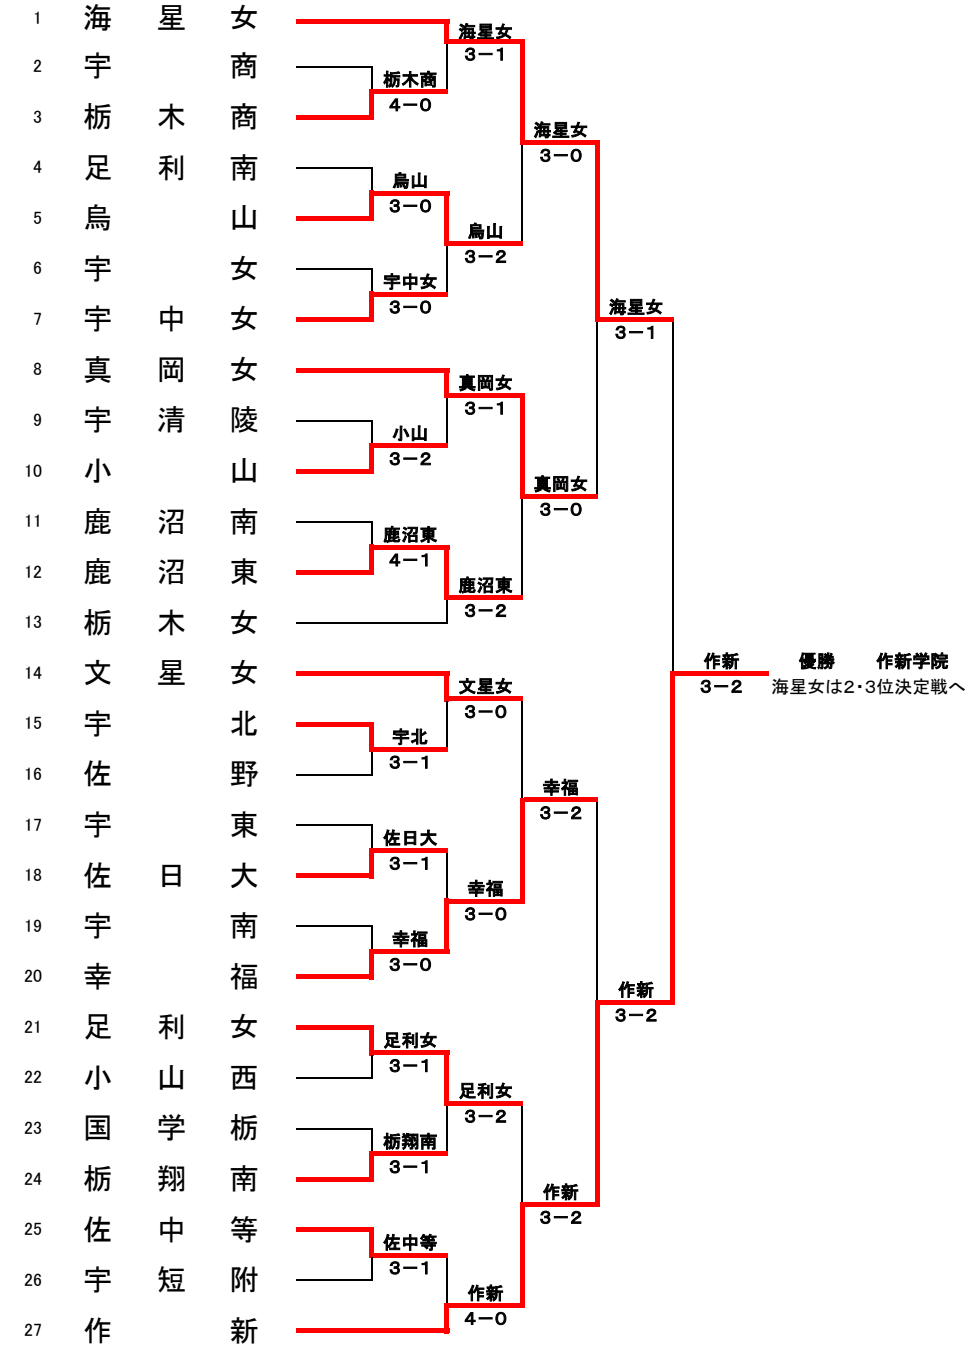 1 海星女
海星女
3-1
2 宇商
栃木商
4-0
3 栃木商
海星女
3-0
4 足利南
烏山
3-0
5 烏山
烏山
3-2
6 宇女
宇中女
3-0
7 宇中女
海星女
3-1
8 真岡女
真岡女
3-1
9 宇清陵
小山
3-2
10 小山
真岡女
3-0
11 鹿沼南
鹿沼東
4-1
12 鹿沼東
鹿沼東
3-2
13 栃木女
作新 優勝 作新学院
3-2 海星女は2・3位決定戦へ
14 文星女
文星女
3-0
15 宇北
宇北
3-1
16 佐野
幸福
3-2
17 宇東
佐日大
3-1
18 佐日大
幸福
3-0
19 宇南
幸福
3-0
20 幸福
作新
3-2
21 足利女
足利女
3-1
22 小山西
足利女
3-2
23 国学栃
栃翔南
3-1
24 栃翔南
作新
3-2
25 佐中等
佐中等
3-1
26 宇短附
作新
4-0
27 作新